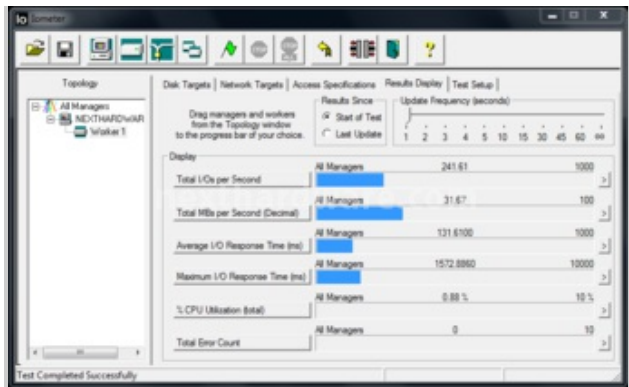 Iometer
Topology
All Managers
NEXTHARDWAR
Worker 1
Disk Targets | Network Targets | Access Specifications | Results Display | Test Setup
Drag managers and workers
from the Topology window
to the progress bar of your choice.
Results Since
Start of Test
Last Update
Update Frequency (seconds)
1 2 3 4 5 10 15 30 45 60 ∞
Display
All Managers 241.61 1000
Total I/Os per Second
All Managers 31.67 100
Total MBs per Second (Decimal)
All Managers 131.6100 1000
Average I/O Response Time (ms)
All Managers 1572.8860 10000
Maximum I/O Response Time (ms)
All Managers 0.88 % 10 %
% CPU Utilization (total)
All Managers 0 10
Total Error Count
Test Completed Successfully